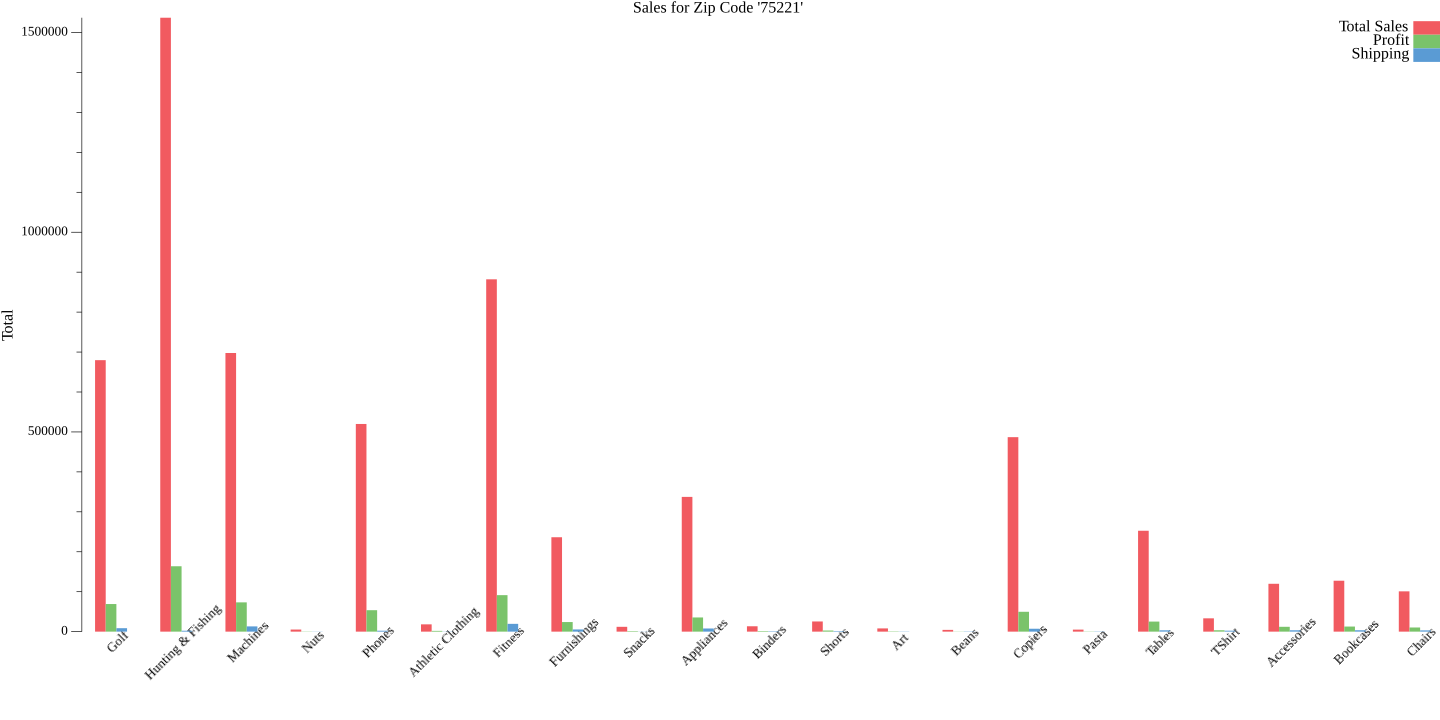 Sales for Zip Code '75221'
Total Sales
Profit
Shipping
Total
1500000
1000000
500000
0
Golf
Hunting & Fishing
Machines
Nuts
Phones
Athletic Clothing
Fitness
Furnishings
Snacks
Appliances
Binders
Shorts
Art
Beans
Copiers
Pasta
Tables
TShirt
Accessories
Bookcases
Chairs